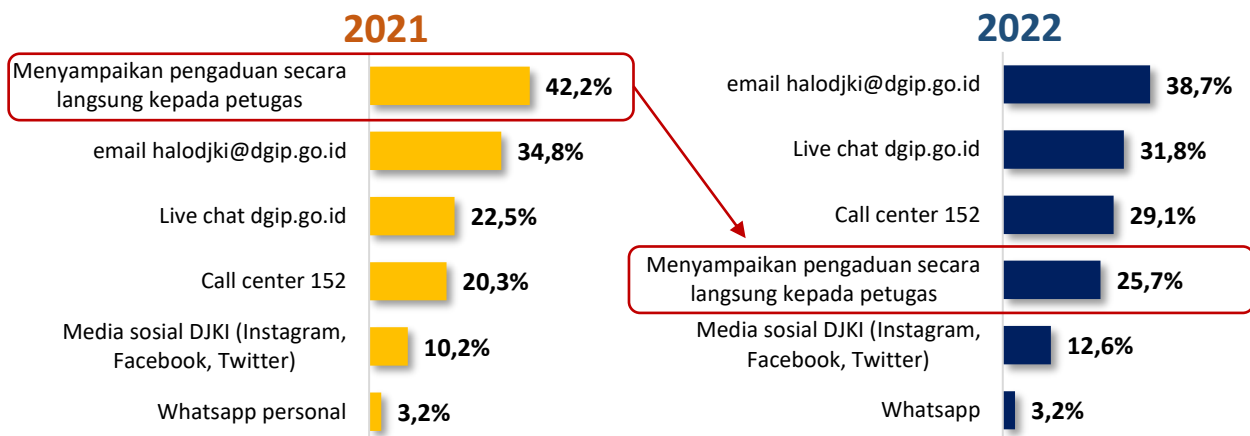 2021
Menyampaikan pengaduan secara
langsung kepada petugas
42,2%
email halodjki@dgip.go.id
34,8%
Live chat dgip.go.id
22,5%
Call center 152
20,3%
Media sosial DJKI (Instagram,
Facebook, Twitter)
10,2%
Whatsapp personal
3,2%
2022
email halodjki@dgip.go.id
38,7%
Live chat dgip.go.id
31,8%
Call center 152
29,1%
Menyampaikan pengaduan secara
langsung kepada petugas
25,7%
Media sosial DJKI (Instagram,
Facebook, Twitter)
12,6%
Whatsapp
3,2%